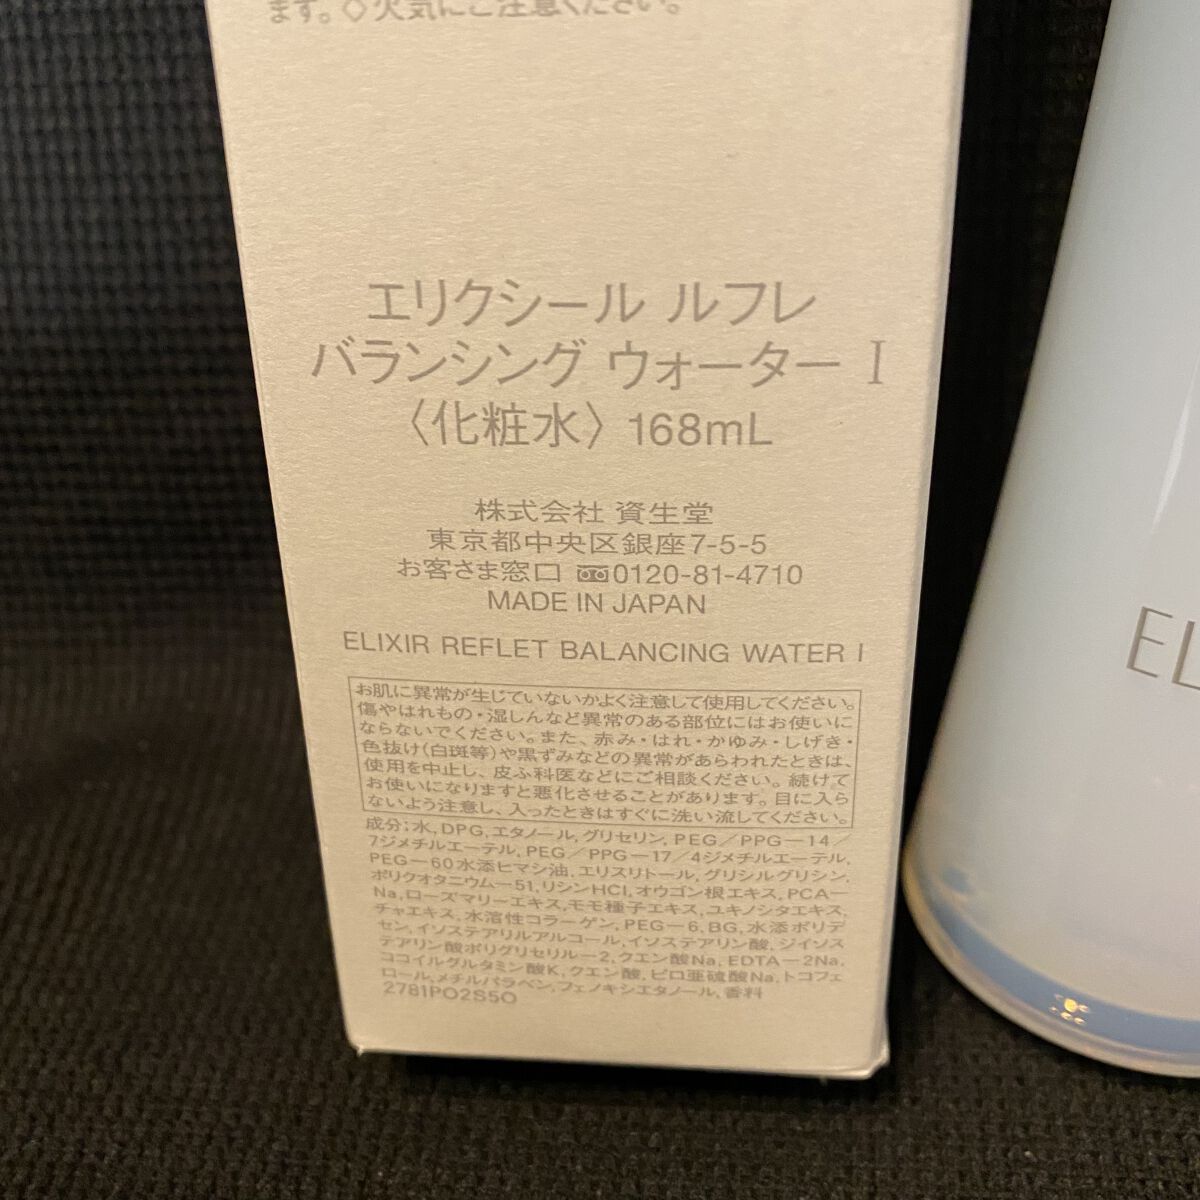 ます。◇火気にご注意ください。
エリクシール ルフレ
バランシング ウォーター I
〈化粧水〉 168mL
株式会社 資生堂
東京都中央区銀座7-5-5
お客さま窓口 0120-81-4710
MADE IN JAPAN
ELIXIR REFLET BALANCING WATER I
お肌に異常が生じていないかよく注意して使用してください。
傷やはれもの・湿しんなど異常のある部位にはお使いに
ならないでください。また、赤み・はれ・かゆみ・しげき・
色抜け(白斑等)や黒ずみなどの異常があらわれたときは、
使用を中止し、皮ふ科医などにご相談ください。続けて
お使いになりますと悪化させることがあります。目に入ら
ないよう注意し、入ったときはすぐに洗い流してください。
成分:水,DPG,エタノール,グリセリン,PEG/PPG-14/
7ジメチルエーテル,PEG/PPG-17/4ジメチルエーテル,
PEG-60水添ヒマシ油,エリスリトール,グリシルグリシン,
ポリクオタニウム-51,リシンHCl,オウゴン根エキス,PCA-
Na,ローズマリーエキス,モモ種子エキス,ユキノシタエキス,
チャエキス,水溶性コラーゲン,PEG-6,BG,水添ポリデ
セン,イソステアリルアルコール,イソステアリン酸,ジイソス
テアリン酸ポリグリセリル-2,クエン酸Na,EDTA-2Na,
ココイルグルタミン酸K,クエン酸,ピロ亜硫酸Na,トコフェ
ロール,メチルパラベン,フェノキシエタノール,香料
2781PO2S5O
EL